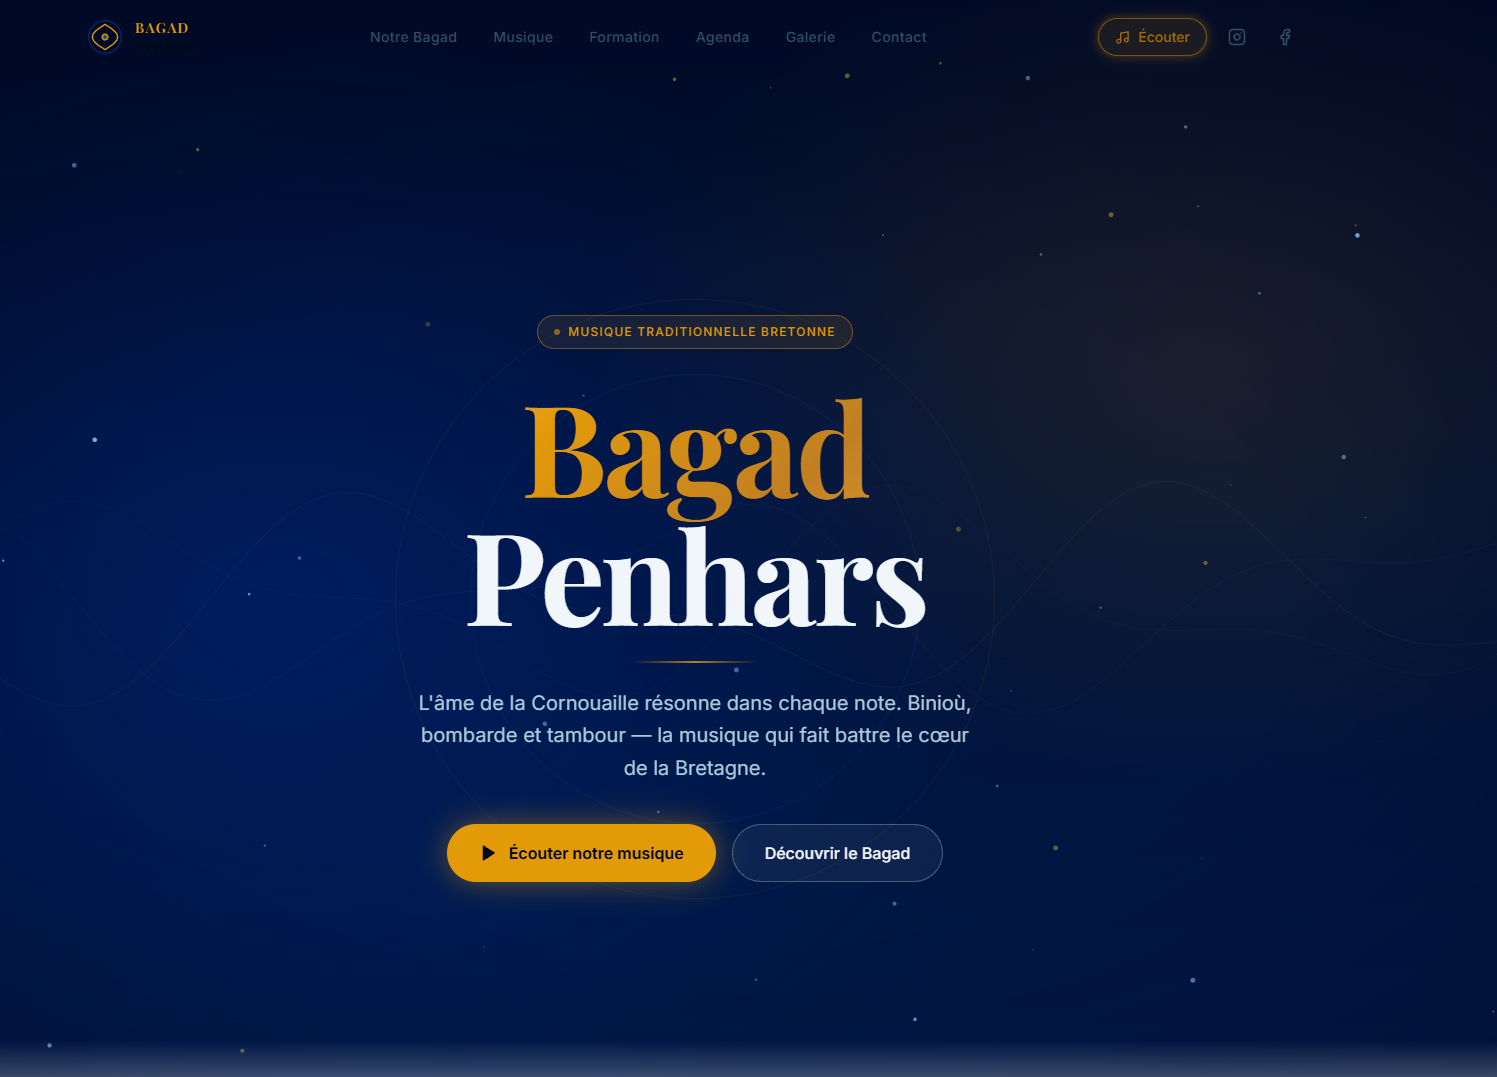 BAGAD
Penhars
Notre Bagad
Musique
Formation
Agenda
Galerie
Contact
Écouter
MUSIQUE TRADITIONNELLE BRETONNE
Bagad
Penhars
L'âme de la Cornouaille résonne dans chaque note. Binioù,
bombarde et tambour — la musique qui fait battre le cœur
de la Bretagne.
Écouter notre musique
Découvrir le Bagad